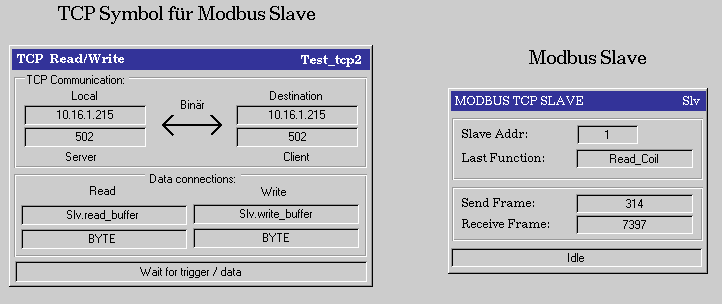 TCP Symbol für Modbus Slave
TCP Read/Write Test_tcp2
TCP Communication:
Local Destination
10.16.1.215 Binär 10.16.1.215
502 502
Server Client
Data connections:
Read Write
Slv.read_buffer Slv.write_buffer
BYTE BYTE
Wait for trigger / data
Modbus Slave
MODBUS TCP SLAVE Slv
Slave Addr: 1
Last Function: Read_Coil
Send Frame: 314
Receive Frame: 7397
Idle